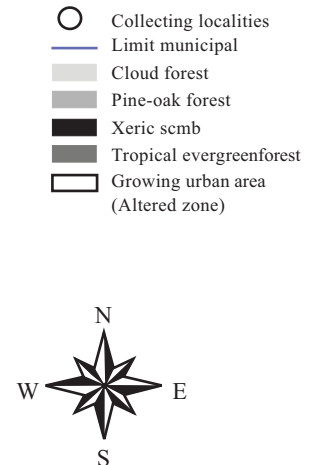 Collecting localities
Limit municipal
Cloud forest
Pine-oak forest
Xeric scmb
Tropical evergreenforest
Growing urban area
(Altered zone)
N
W E
S